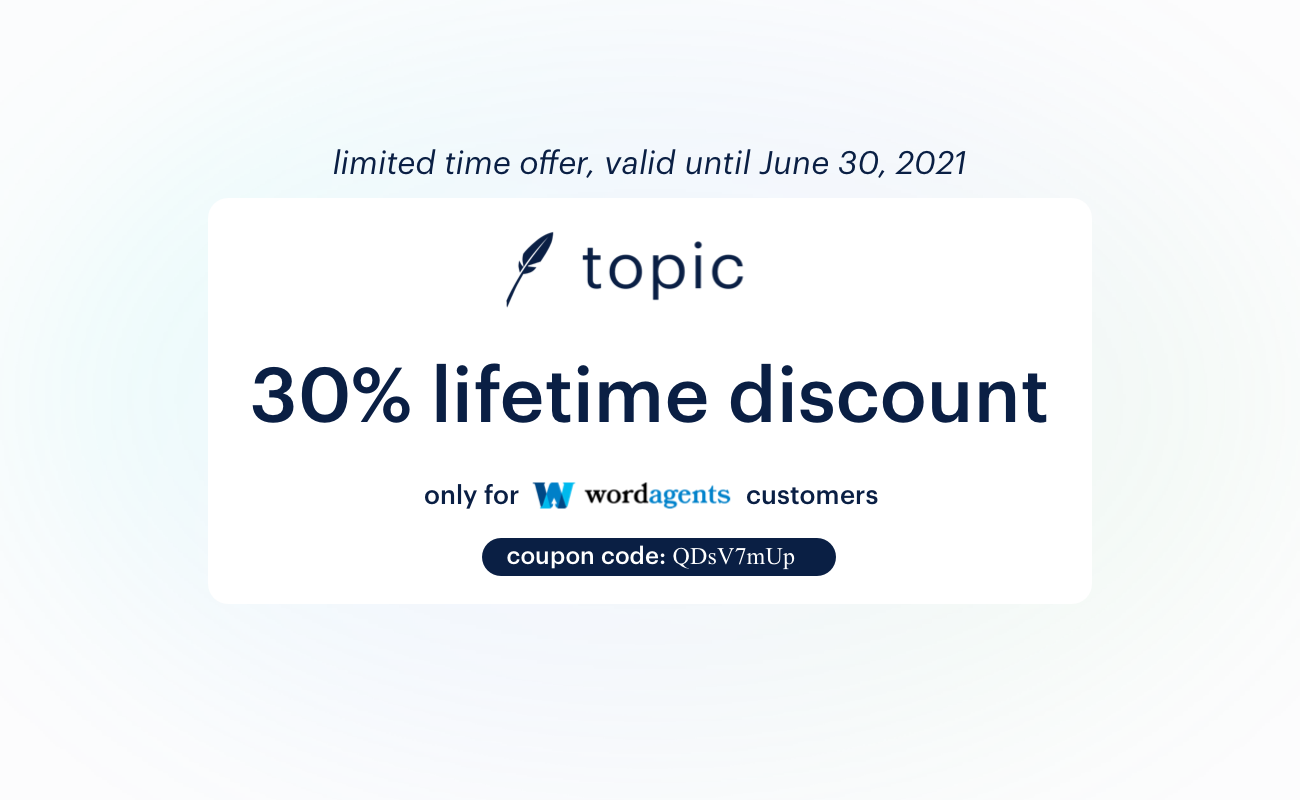 limited time offer, valid until June 30, 2021
topic
30% lifetime discount
only for wordagents customers
coupon code: QDsV7mUp